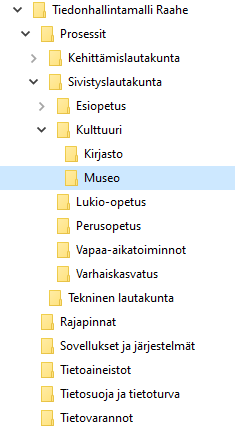 Tiedonhallintamalli Raahe
Prosessit
Kehittämislautakunta
Sivistyslautakunta
Esiopetus
Kulttuuri
Kirjasto
Museo
Lukio-opetus
Perusopetus
Vapaa-aikatoiminnot
Varhaiskasvatus
Tekninen lautakunta
Rajapinnat
Sovellukset ja järjestelmät
Tietoaineistot
Tietosuoja ja tietoturva
Tietovarannot